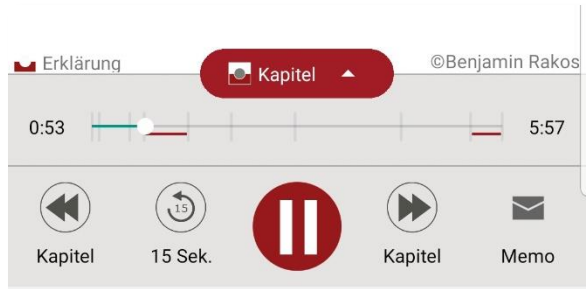 Erklärung
Kapitel
©Benjamin Rakos
0:53
5:57
15
Kapitel
15 Sek.
Kapitel
Memo